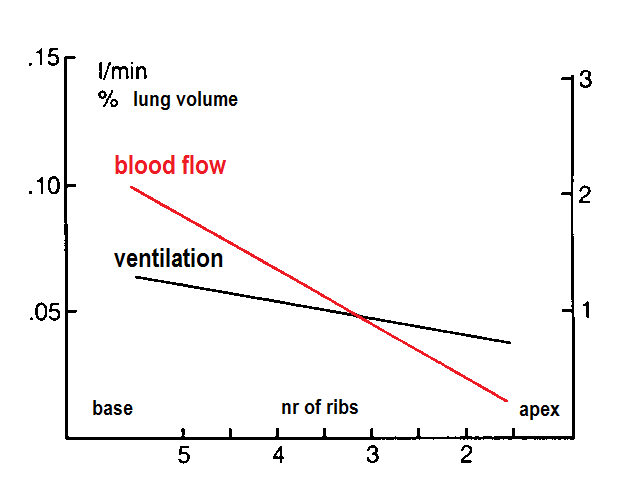 .15
l/min
% lung volume
3
blood flow
.10
2
ventilation
.05
1
base
nr of ribs
apex
5 4 3 2